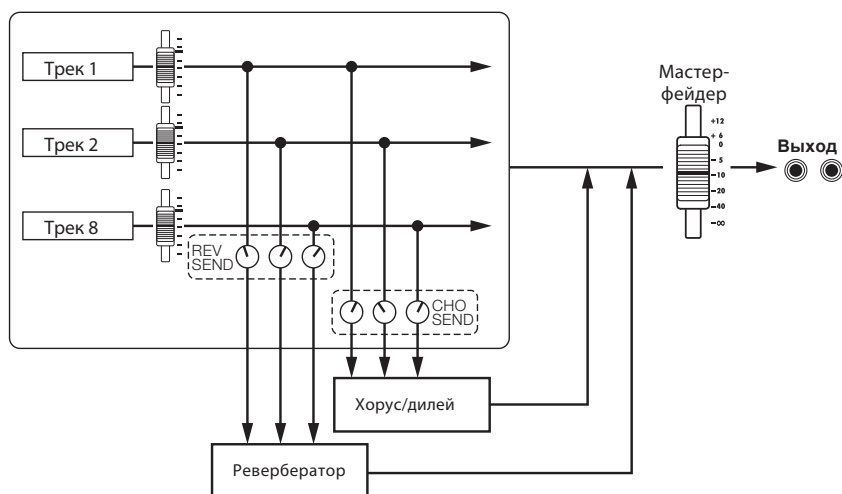 Трек 1
Трек 2
Трек 8
REV
SEND
CHO
SEND
Хорус/дилей
Ревербератор
Мастер-
фейдер
+12
+ 6
0
– 5
–10
–20
–40
–∞
Выход